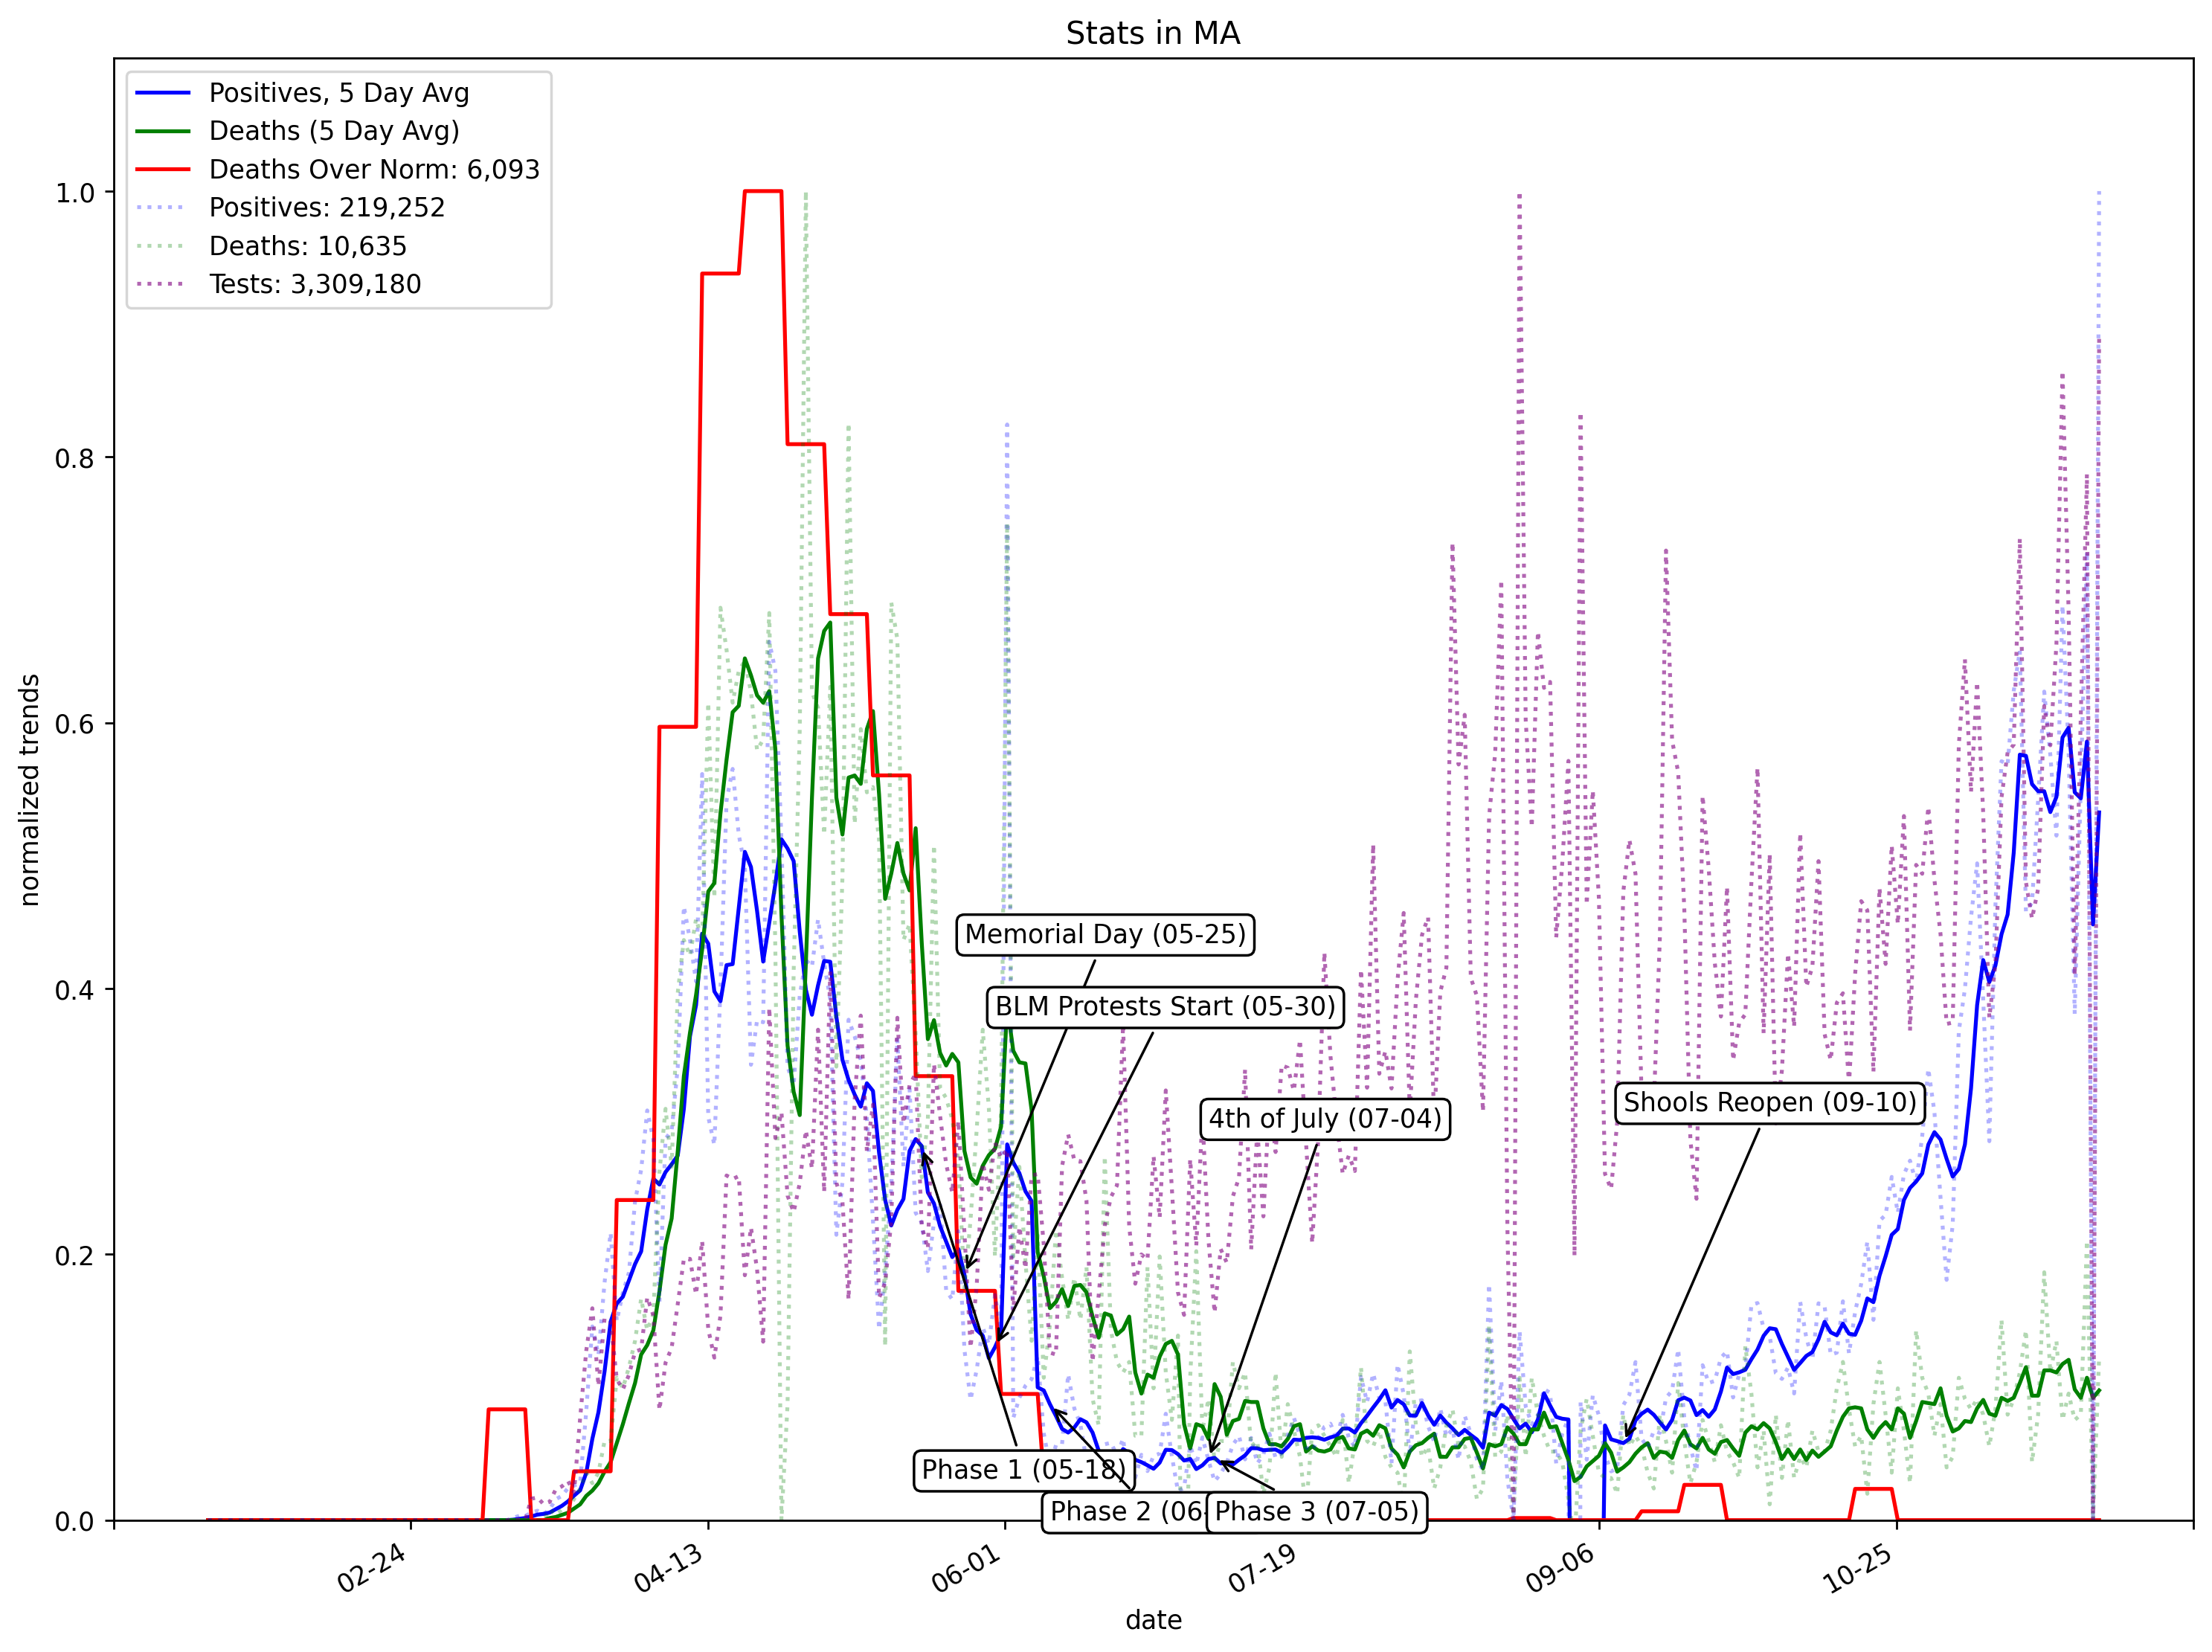 Stats in MA
Positives, 5 Day Avg
Deaths (5 Day Avg)
Deaths Over Norm: 6,093
Positives: 219,252
Deaths: 10,635
Tests: 3,309,180
normalized trends
1.0
0.8
0.6
0.4
0.2
0.0
Memorial Day (05-25)
BLM Protests Start (05-30)
4th of July (07-04)
Shools Reopen (09-10)
Phase 1 (05-18)
Phase 2 (06-
Phase 3 (07-05)
02-24
04-13
06-01
07-19
09-06
10-25
date